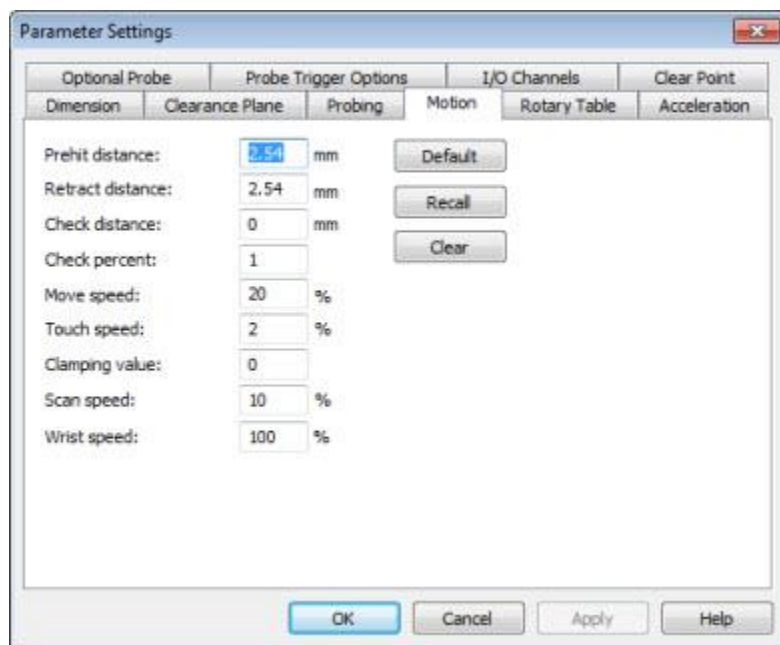 Parameter Settings
Optional Probe Probe Trigger Options I/O Channels Clear Point
Dimension Clearance Plane Probing Motion Rotary Table Acceleration
Prehit distance: 2.54 mm Default
Retract distance: 2.54 mm Recall
Check distance: 0 mm Clear
Check percent: 1
Move speed: 20 %
Touch speed: 2 %
Clamping value: 0
Scan speed: 10 %
Wrist speed: 100 %
OK Cancel Apply Help